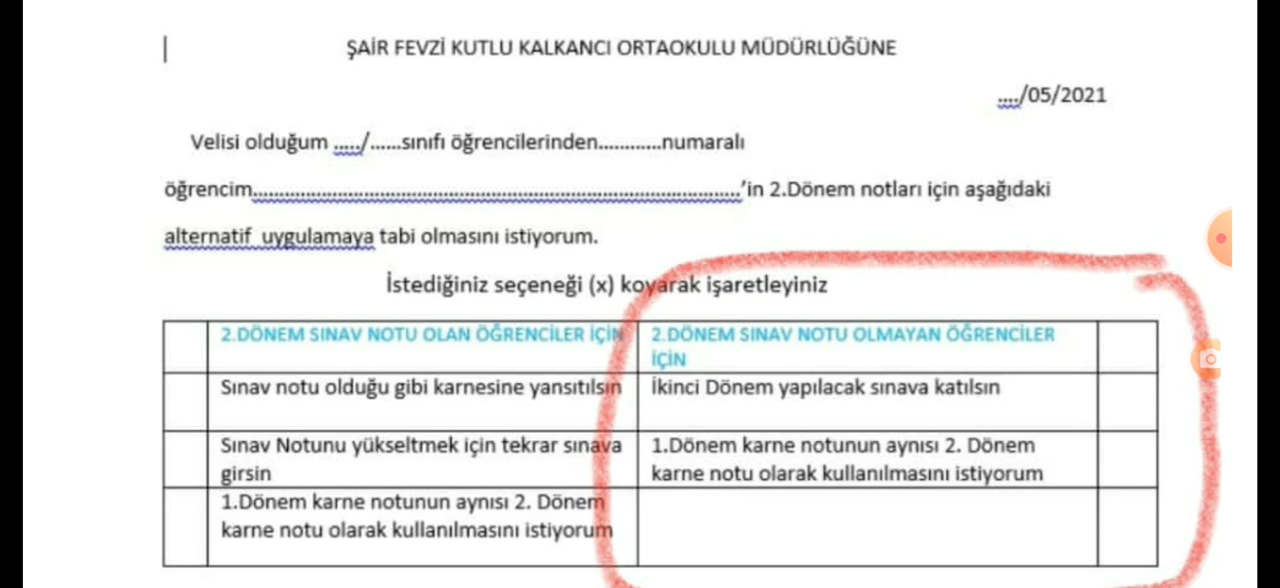 ŞAİR FEVZİ KUTLU KALKANCI ORTAOKULU MÜDÜRLÜĞÜNE
..../05/2021
Velisi olduğum ...../......sınıfı öğrencilerinden............numaralı
öğrencim............................................................................................'in 2.Dönem notları için aşağıdaki
alternatif uygulamaya tabi olmasını istiyorum.
İstediğiniz seçeneği (x) koyarak işaretleyiniz
2.DÖNEM SINAV NOTU OLAN ÖĞRENCİLER İÇİN
2.DÖNEM SINAV NOTU OLMAYAN ÖĞRENCİLER
İÇİN
Sınav notu olduğu gibi karnesine yansıtılsın
İkinci Dönem yapılacak sınava katılsın
Sınav Notunu yükseltmek için tekrar sınava
girsin
1.Dönem karne notunun aynısı 2. Dönem
karne notu olarak kullanılmasını istiyorum
1.Dönem karne notunun aynısı 2. Dönem
karne notu olarak kullanılmasını istiyorum